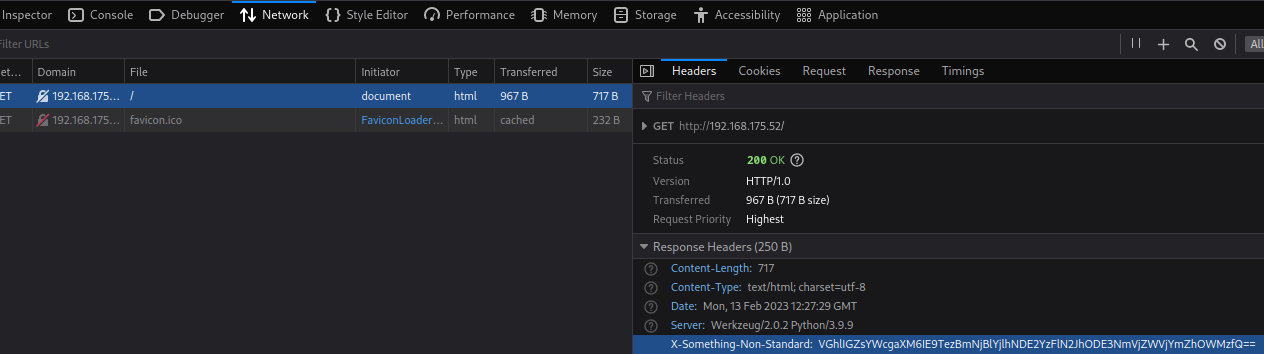 Inspector Console Debugger Network Style Editor Performance Memory Storage Accessibility Application
Filter URLs All
et... Domain File Initiator Type Transferred Size
ET 192.168.175... / document html 967 B 717 B
ET 192.168.175... favicon.ico FaviconLoader... html cached 232 B
Headers Cookies Request Response Timings
Filter Headers
GET http://192.168.175.52/
Status 200 OK
Version HTTP/1.0
Transferred 967 B (717 B size)
Request Priority Highest
Response Headers (250 B)
Content-Length: 717
Content-Type: text/html; charset=utf-8
Date: Mon, 13 Feb 2023 12:27:29 GMT
Server: Werkzeug/2.0.2 Python/3.9.9
X-Something-Non-Standard: VGhlIGZsYWcgaXM6IE9TezBmNjBlYjlhNDE2YzFlN2JhODE3NmVjZWVjYmZhOWMzfQ==